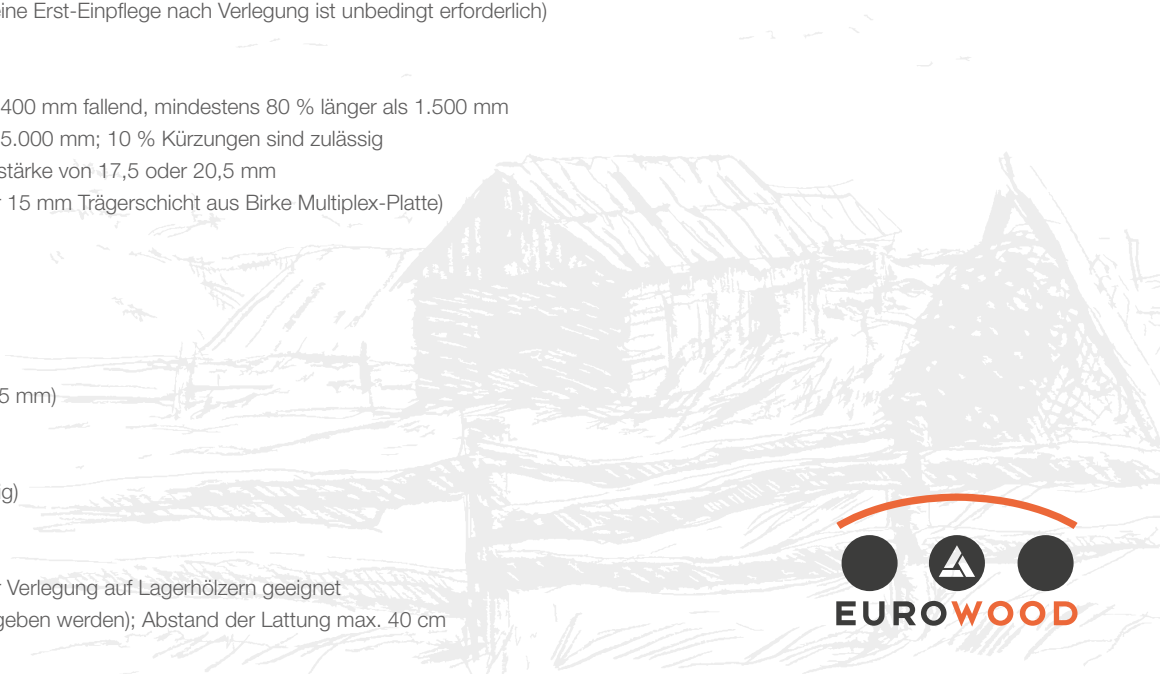 ine Erst-Einpflege nach Verlegung ist unbedingt erforderlich)
400 mm fallend, mindestens 80 % länger als 1.500 mm
5.000 mm; 10 % Kürzungen sind zulässig
stärke von 17,5 oder 20,5 mm
15 mm Trägerschicht aus Birke Multiplex-Platte)
5 mm)
ig)
r Verlegung auf Lagerhölzern geeignet
geben werden); Abstand der Lattung max. 40 cm
EUROWOOD